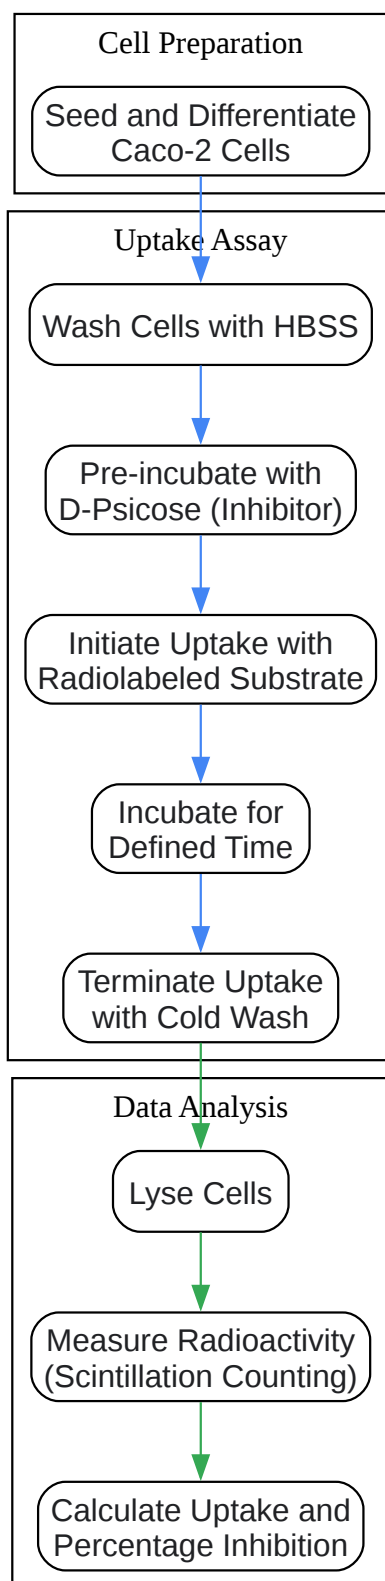 Cell Preparation
Seed and Differentiate
Caco-2 Cells
Uptake Assay
Wash Cells with HBSS
Pre-incubate with
D-Psicose (Inhibitor)
Initiate Uptake with
Radiolabeled Substrate
Incubate for
Defined Time
Terminate Uptake
with Cold Wash
Data Analysis
Lyse Cells
Measure Radioactivity
(Scintillation Counting)
Calculate Uptake and
Percentage Inhibition